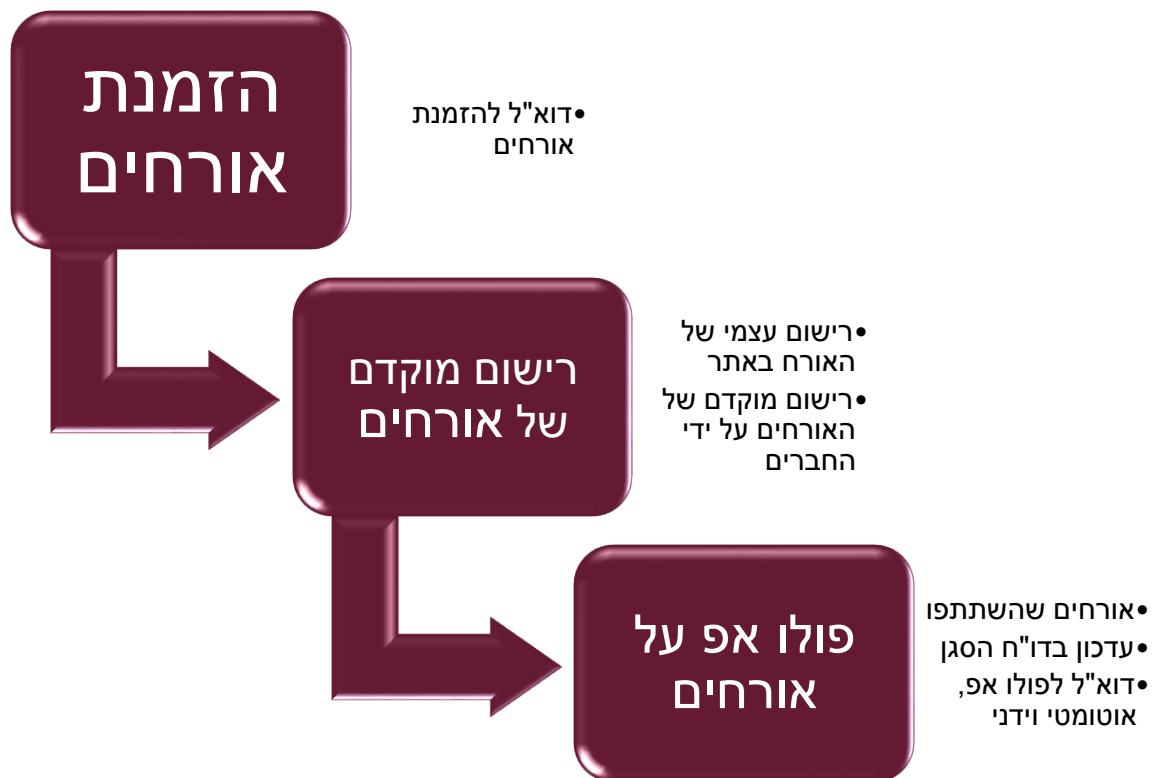 הזמנת
אורחים
•דוא"ל להזמנת
אורחים
רישום מוקדם
של אורחים
•רישום עצמי של
האורח באתר
•רישום מוקדם של
האורחים על ידי
החברים
פולו אפ על
אורחים
•אורחים שהשתתפו
•עדכון בדו"ח הסגן
•דוא"ל לפולו אפ,
אוטומטי וידני